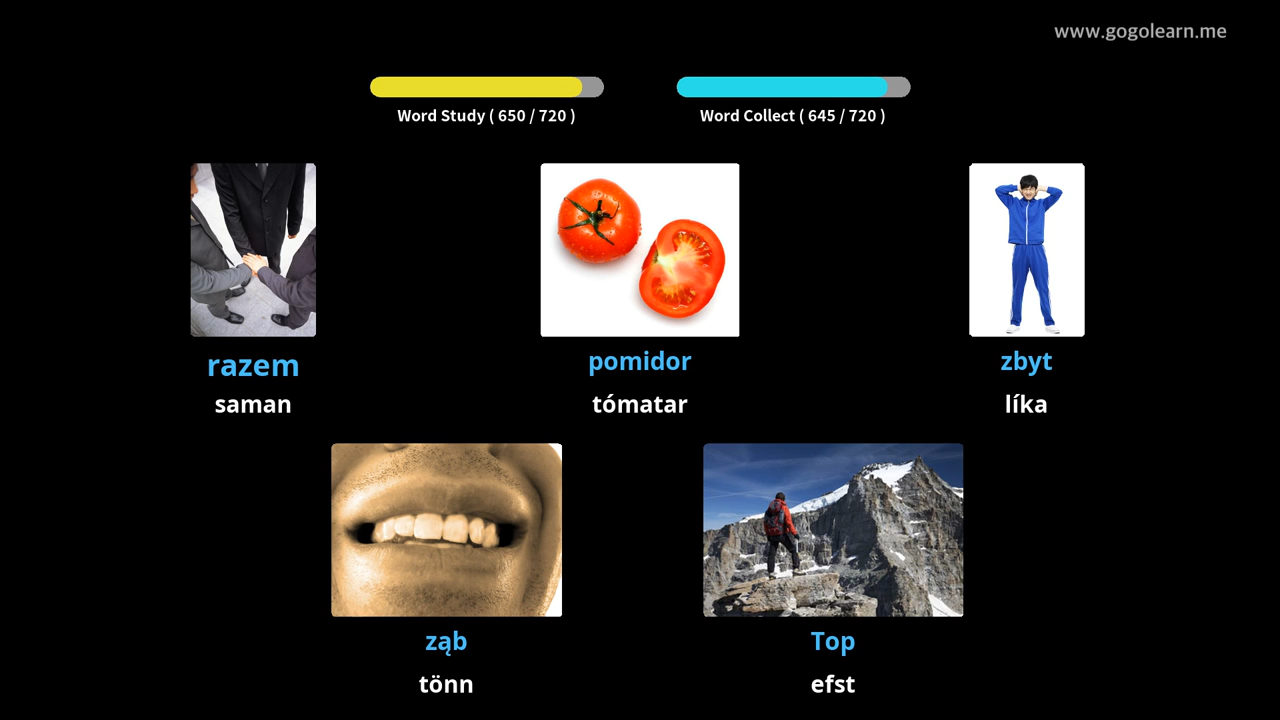 www.gogolearn.me
Word Study ( 650 / 720 )
Word Collect ( 645 / 720 )
razem
saman
pomidor
tómatar
zbyt
líka
ząb
tönn
Top
efst